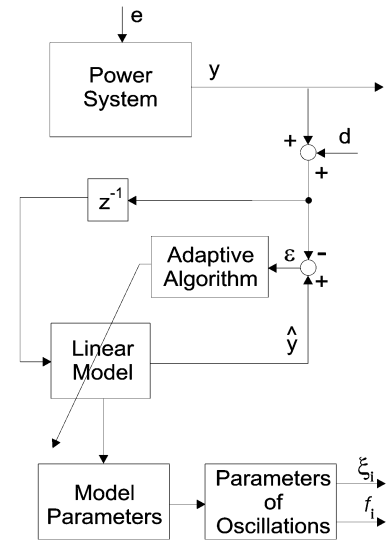 e
Power
System
y
d
+
+
z⁻¹
-
ε
+
Adaptive
Algorithm
ŷ
Linear
Model
Model
Parameters
Parameters
of
Oscillations
ξᵢ
fᵢ